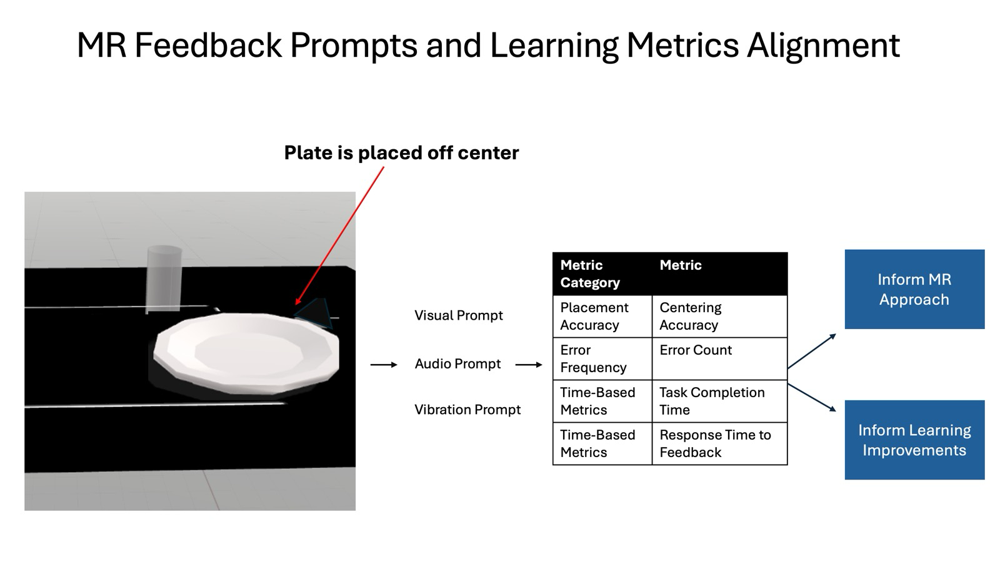 MR Feedback Prompts and Learning Metrics Alignment
Plate is placed off center
Visual Prompt
Audio Prompt
Vibration Prompt
Metric Category
Metric
Placement Accuracy
Centering Accuracy
Error Frequency
Error Count
Time-Based Metrics
Task Completion Time
Time-Based Metrics
Response Time to Feedback
Inform MR
Approach
Inform Learning
Improvements